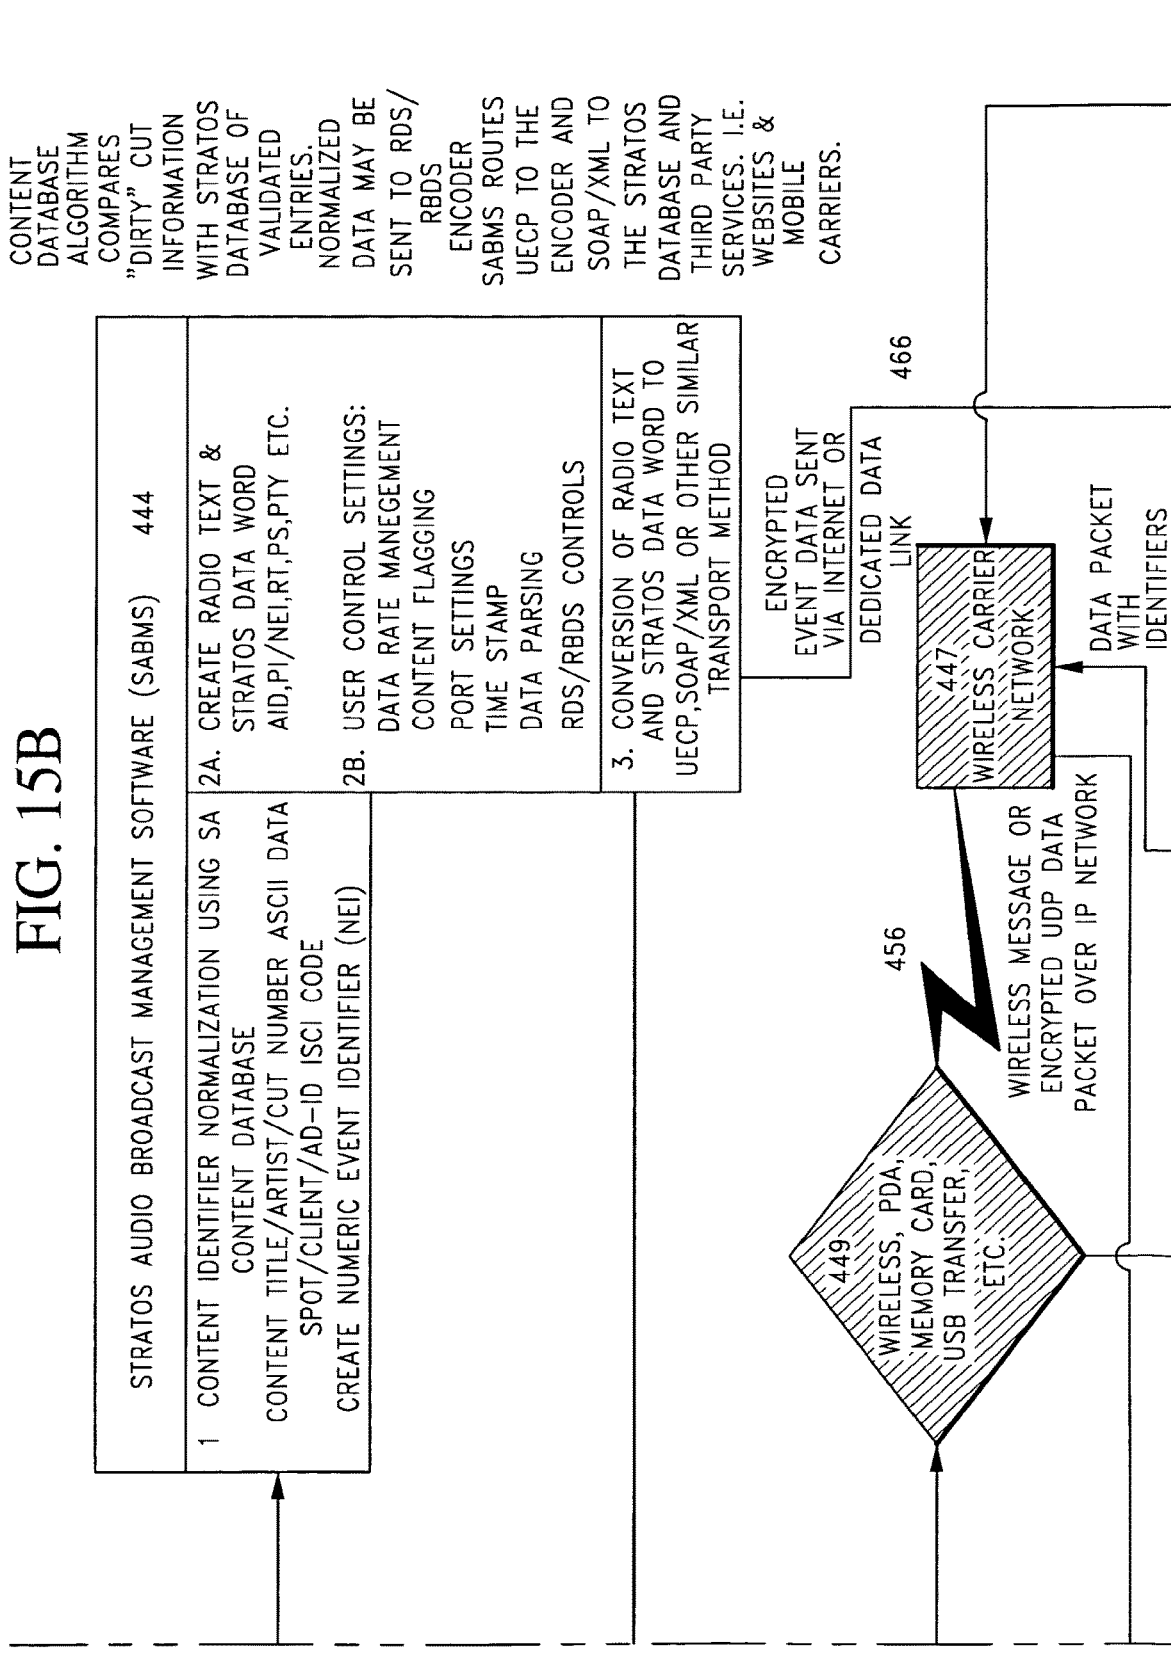 FIG. 15B
STRATOS AUDIO BROADCAST MANAGEMENT SOFTWARE (SABMS) 444
1 CONTENT IDENTIFIER NORMALIZATION USING SA
CONTENT DATABASE
CONTENT TITLE/ARTIST/CUT NUMBER ASCII DATA
SPOT/CLIENT/AD-ID ISCI CODE
CREATE NUMERIC EVENT IDENTIFIER (NEI)
2A. CREATE RADIO TEXT &
STRATOS DATA WORD
AID,PI/NEI,RT,PS,PTY ETC.
2B. USER CONTROL SETTINGS:
DATA RATE MANEGEMENT
CONTENT FLAGGING
PORT SETTINGS
TIME STAMP
DATA PARSING
RDS/RBDS CONTROLS
3. CONVERSION OF RADIO TEXT
AND STRATOS DATA WORD TO
UECP,SOAP/XML OR OTHER SIMILAR
TRANSPORT METHOD
CONTENT
DATABASE
ALGORITHM
COMPARES
"DIRTY" CUT
INFORMATION
WITH STRATOS
DATABASE OF
VALIDATED
ENTRIES.
NORMALIZED
DATA MAY BE
SENT TO RDS/
RBDS
ENCODER
SABMS ROUTES
UECP TO THE
ENCODER AND
SOAP/XML TO
THE STRATOS
DATABASE AND
THIRD PARTY
SERVICES. I.E.
WEBSITES &
MOBILE
CARRIERS.
ENCRYPTED
EVENT DATA SENT
VIA INTERNET OR
DEDICATED DATA
LINK
466
449
WIRELESS, PDA,
MEMORY CARD,
USB TRANSFER,
ETC.
456
WIRELESS MESSAGE OR
ENCRYPTED UDP DATA
PACKET OVER IP NETWORK
447
WIRELESS CARRIER
NETWORK
DATA PACKET
WITH
IDENTIFIERS